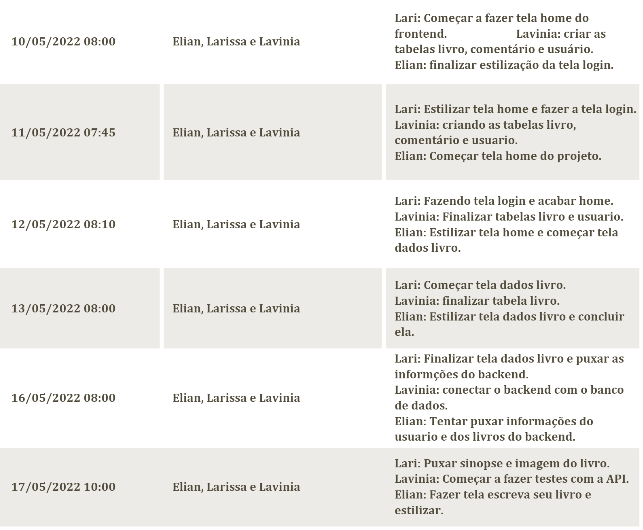 10/05/2022 08:00
Elian, Larissa e Lavinia
Lari: Começar a fazer tela home do
frontend. Lavinia: criar as
tabelas livro, comentário e usuário.
Elian: finalizar estilização da tela login.
11/05/2022 07:45
Elian, Larissa e Lavinia
Lari: Estilizar tela home e fazer a tela login.
Lavinia: criando as tabelas livro,
comentário e usuario.
Elian: Começar tela home do projeto.
12/05/2022 08:10
Elian, Larissa e Lavinia
Lari: Fazendo tela login e acabar home.
Lavinia: Finalizar tabelas livro e usuario.
Elian: Estilizar tela home e começar tela
dados livro.
13/05/2022 08:00
Elian, Larissa e Lavinia
Lari: Começar tela dados livro.
Lavinia: finalizar tabela livro.
Elian: Estilizar tela dados livro e concluir
ela.
16/05/2022 08:00
Elian, Larissa e Lavinia
Lari: Finalizar tela dados livro e puxar as
informções do backend.
Lavinia: conectar o backend com o banco
de dados.
Elian: Tentar puxar informações do
usuario e dos livros do backend.
17/05/2022 10:00
Elian, Larissa e Lavinia
Lari: Puxar sinopse e imagem do livro.
Lavinia: Começar a fazer testes com a API.
Elian: Fazer tela escreva seu livro e
estilizar.